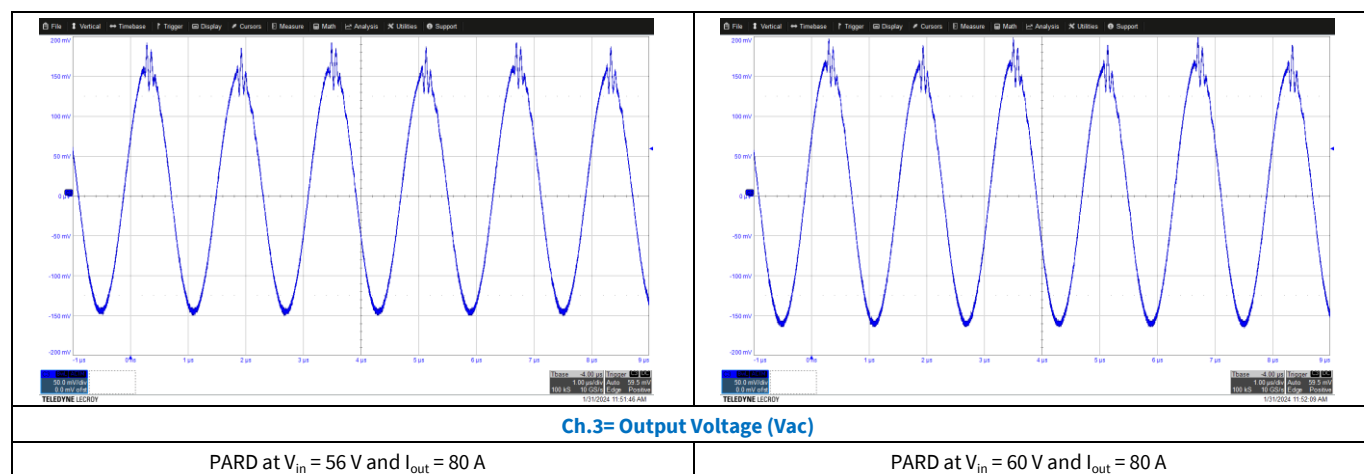 File Vertical Timebase Trigger Display Cursors Measure Math Analysis Utilities Support
200 mV
150 mV
100 mV
50 mV
-50 mV
-100 mV
-150 mV
-200 mV
-1 µs 0 µs 1 µs 2 µs 3 µs 4 µs 5 µs 6 µs 7 µs 8 µs 9 µs
50.0 mV/div
0.0 mV ofst
Tbase -4.00 µs Trigger
1.00 µs/div Auto 59.5 mV
100 kS 10 GS/s Edge Positive
TELEDYNE LECROY 1/31/2024 11:51:46 AM
File Vertical Timebase Trigger Display Cursors Measure Math Analysis Utilities Support
200 mV
150 mV
100 mV
50 mV
-50 mV
-100 mV
-150 mV
-200 mV
-1 µs 0 µs 1 µs 2 µs 3 µs 4 µs 5 µs 6 µs 7 µs 8 µs 9 µs
50.0 mV/div
0.0 mV ofst
Tbase -4.00 µs Trigger
1.00 µs/div Auto 59.5 mV
100 kS 10 GS/s Edge Positive
TELEDYNE LECROY 1/31/2024 11:52:09 AM
Ch.3= Output Voltage (Vac)
PARD at Vin = 56 V and Iout = 80 A
PARD at Vin = 60 V and Iout = 80 A